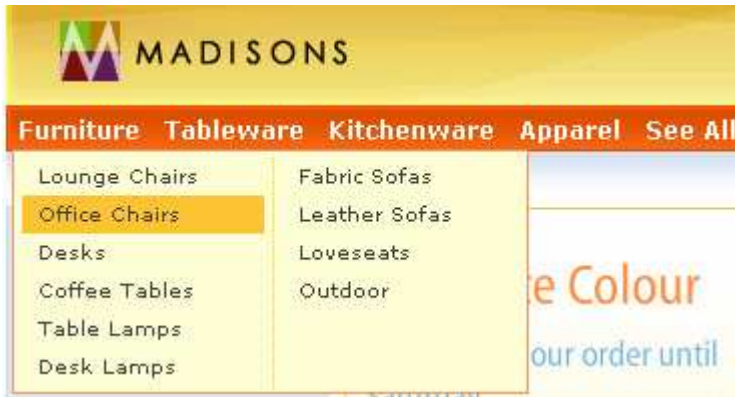 MADISONS
Furniture Tableware Kitchenware Apparel See All
Lounge Chairs
Office Chairs
Desks
Coffee Tables
Table Lamps
Desk Lamps
Fabric Sofas
Leather Sofas
Loveseats
Outdoor
Colour
our order until